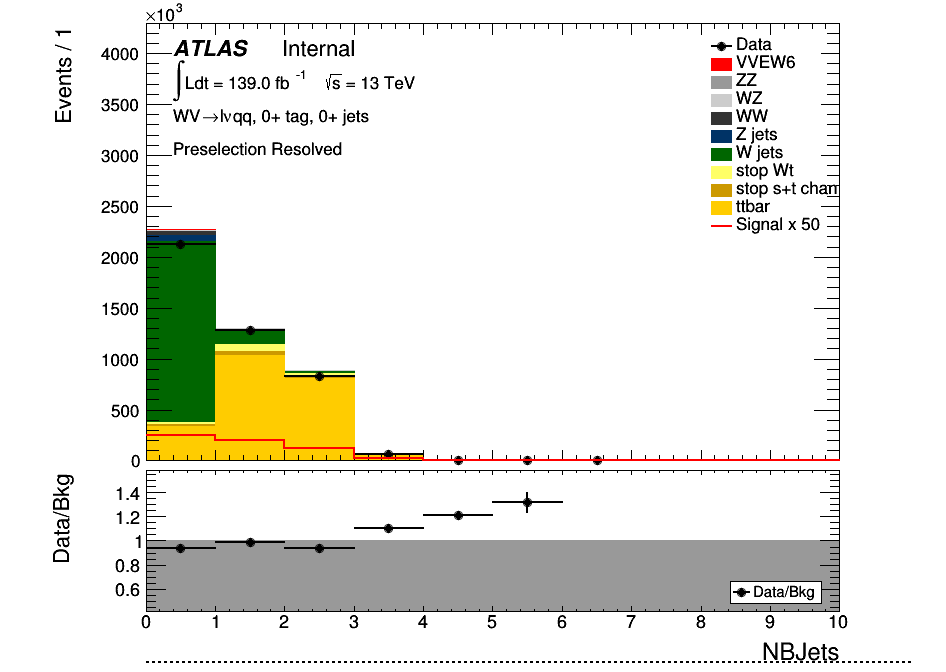 ×10³
Events / 1
4000
3500
3000
2500
2000
1500
1000
500
0
ATLAS Internal
∫Ldt = 139.0 fb⁻¹ √s = 13 TeV
WV→lνqq, 0+ tag, 0+ jets
Preselection Resolved
Data
VVEW6
ZZ
WZ
WW
Z jets
W jets
stop Wt
stop s+t chan
ttbar
Signal x 50
Data/Bkg
1.4
1.2
1
0.8
0.6
Data/Bkg
0 1 2 3 4 5 6 7 8 9 10
NBJets